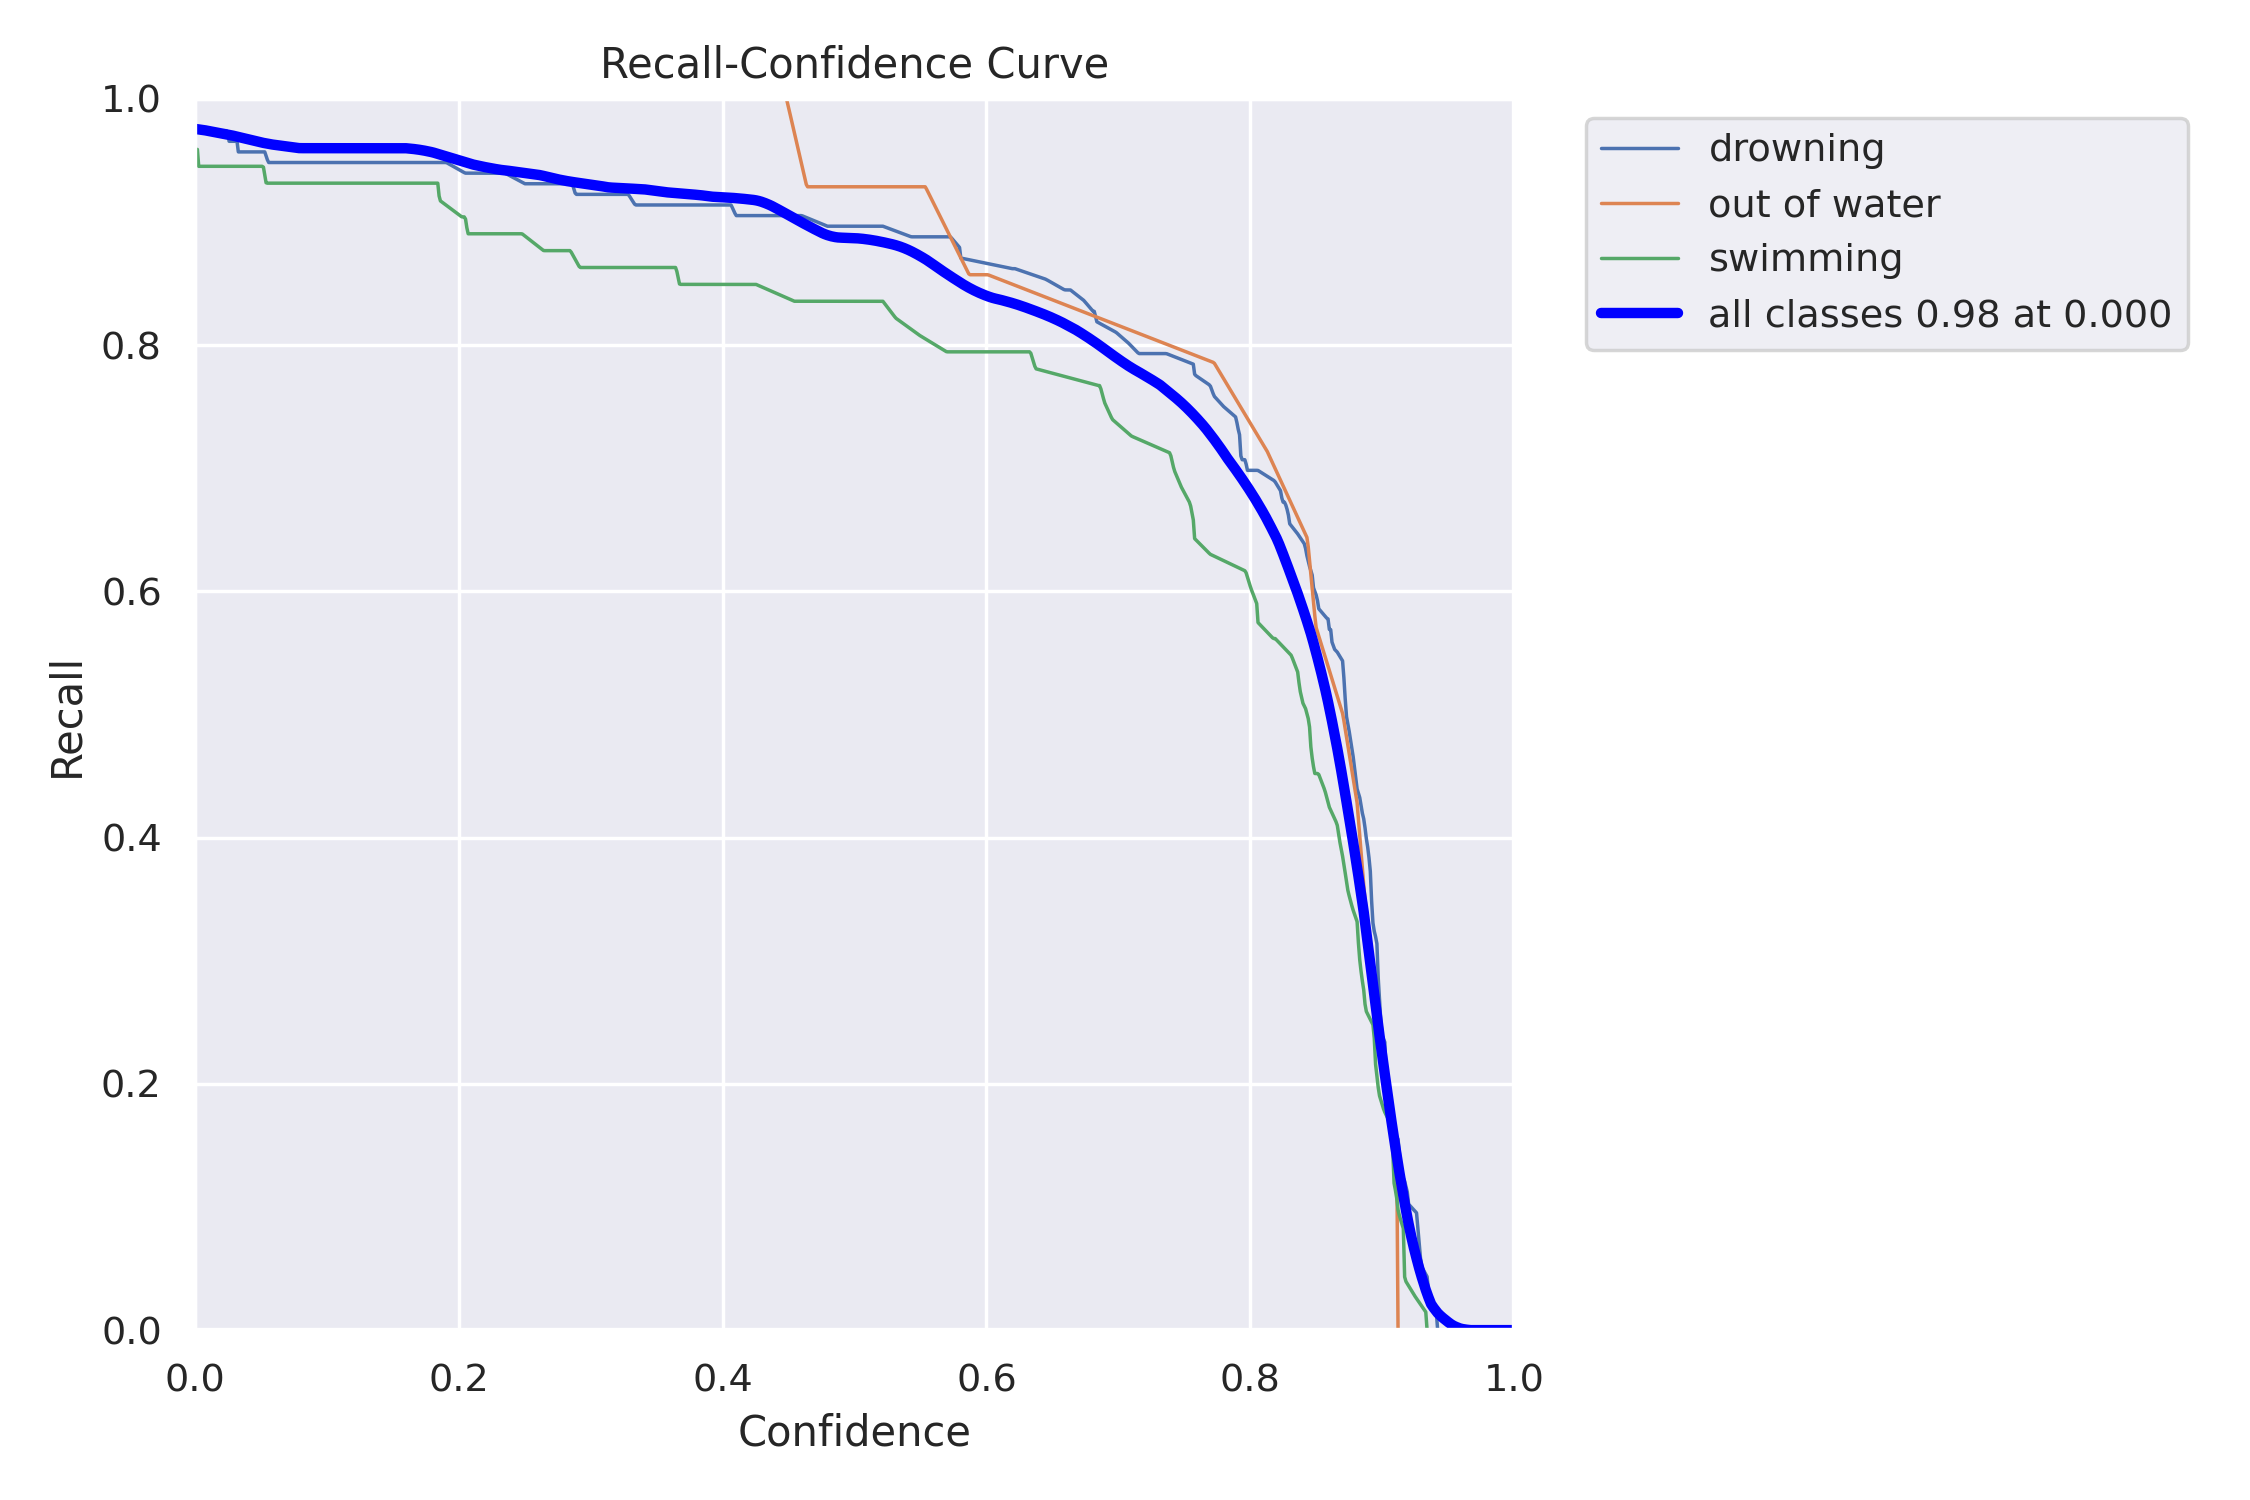 Recall-Confidence Curve
1.0
0.8
0.6
0.4
0.2
0.0
Recall
0.0 0.2 0.4 0.6 0.8 1.0
Confidence
drowning
out of water
swimming
all classes 0.98 at 0.000